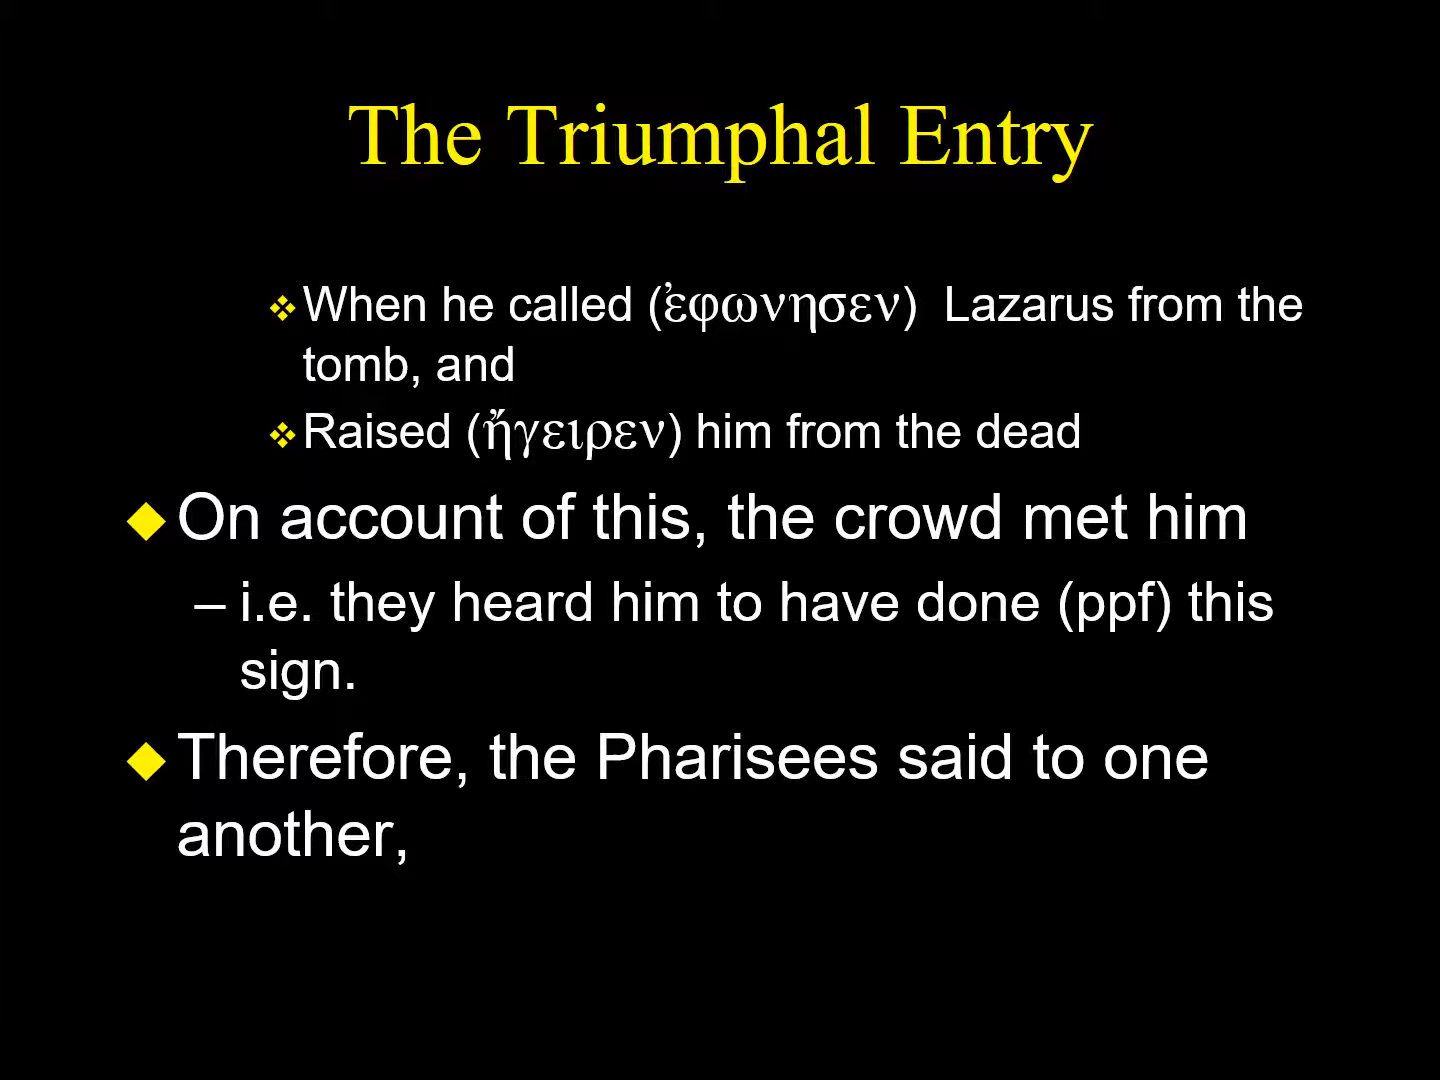 The Triumphal Entry
❖ When he called (ἐφωνησεν) Lazarus from the
tomb, and
❖ Raised (ἤγειρεν) him from the dead
◆ On account of this, the crowd met him
– i.e. they heard him to have done (ppf) this
sign.
◆ Therefore, the Pharisees said to one
another,